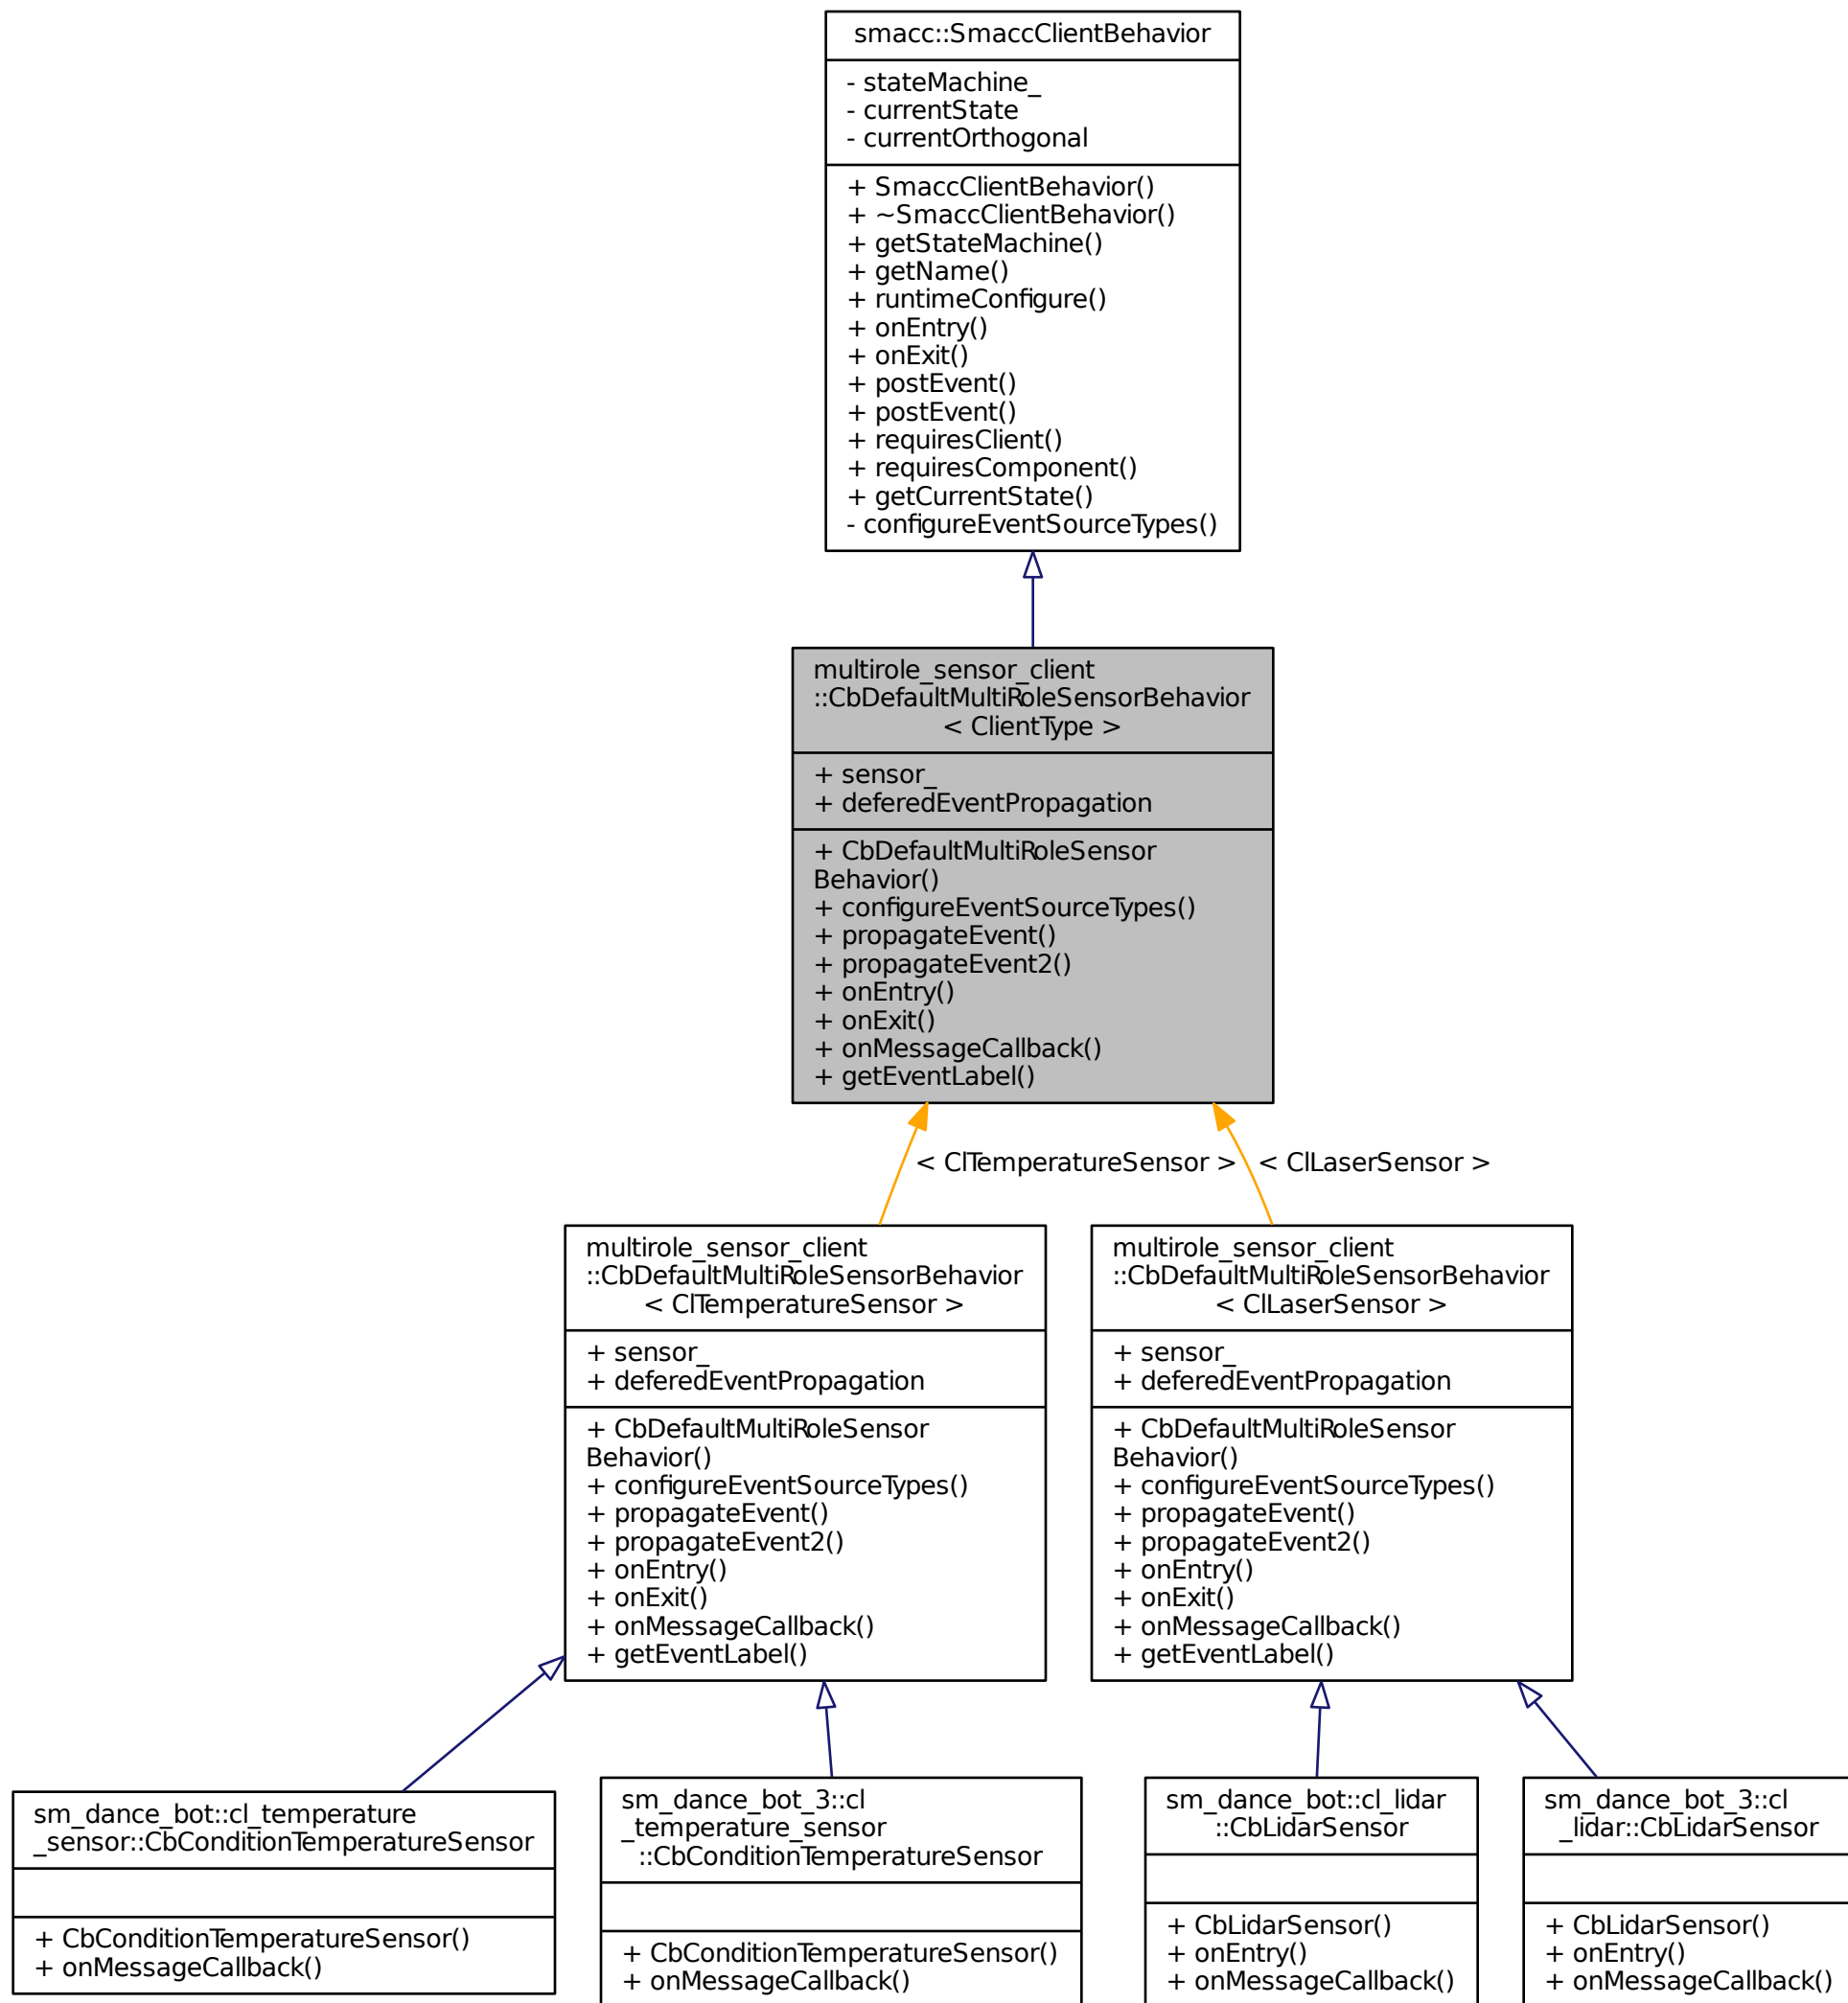 smacc::SmaccClientBehavior
- stateMachine_
- currentState
- currentOrthogonal
+ SmaccClientBehavior()
+ ~SmaccClientBehavior()
+ getStateMachine()
+ getName()
+ runtimeConfigure()
+ onEntry()
+ onExit()
+ postEvent()
+ postEvent()
+ requiresClient()
+ requiresComponent()
+ getCurrentState()
- configureEventSourceTypes()
multirole_sensor_client
::CbDefaultMultiRoleSensorBehavior
< ClientType >
+ sensor_
+ deferedEventPropagation
+ CbDefaultMultiRoleSensor
Behavior()
+ configureEventSourceTypes()
+ propagateEvent()
+ propagateEvent2()
+ onEntry()
+ onExit()
+ onMessageCallback()
+ getEventLabel()
< ClTemperatureSensor >
< ClLaserSensor >
multirole_sensor_client
::CbDefaultMultiRoleSensorBehavior
< ClTemperatureSensor >
+ sensor_
+ deferedEventPropagation
+ CbDefaultMultiRoleSensor
Behavior()
+ configureEventSourceTypes()
+ propagateEvent()
+ propagateEvent2()
+ onEntry()
+ onExit()
+ onMessageCallback()
+ getEventLabel()
multirole_sensor_client
::CbDefaultMultiRoleSensorBehavior
< ClLaserSensor >
+ sensor_
+ deferedEventPropagation
+ CbDefaultMultiRoleSensor
Behavior()
+ configureEventSourceTypes()
+ propagateEvent()
+ propagateEvent2()
+ onEntry()
+ onExit()
+ onMessageCallback()
+ getEventLabel()
sm_dance_bot::cl_temperature
_sensor::CbConditionTemperatureSensor
+ CbConditionTemperatureSensor()
+ onMessageCallback()
sm_dance_bot_3::cl
_temperature_sensor
::CbConditionTemperatureSensor
+ CbConditionTemperatureSensor()
+ onMessageCallback()
sm_dance_bot::cl_lidar
::CbLidarSensor
+ CbLidarSensor()
+ onEntry()
+ onMessageCallback()
sm_dance_bot_3::cl
_lidar::CbLidarSensor
+ CbLidarSensor()
+ onEntry()
+ onMessageCallback()